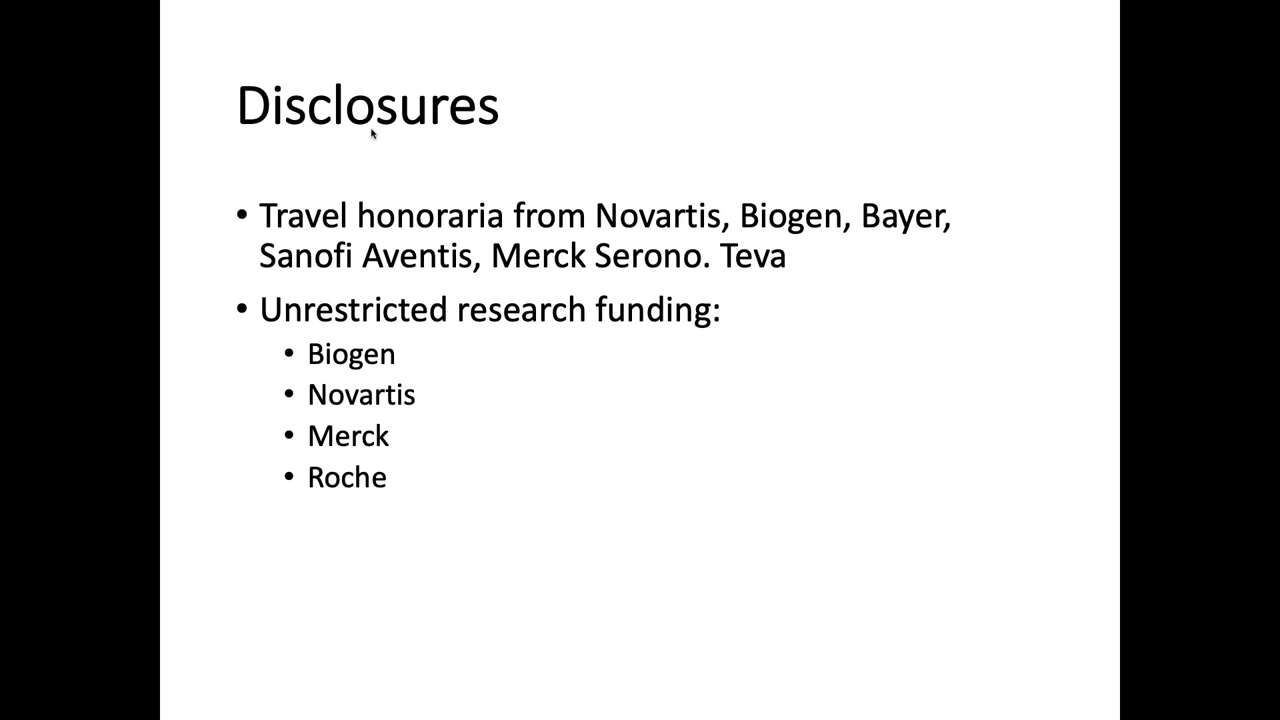 Disclosures
• Travel honoraria from Novartis, Biogen, Bayer,
Sanofi Aventis, Merck Serono. Teva
• Unrestricted research funding:
• Biogen
• Novartis
• Merck
• Roche